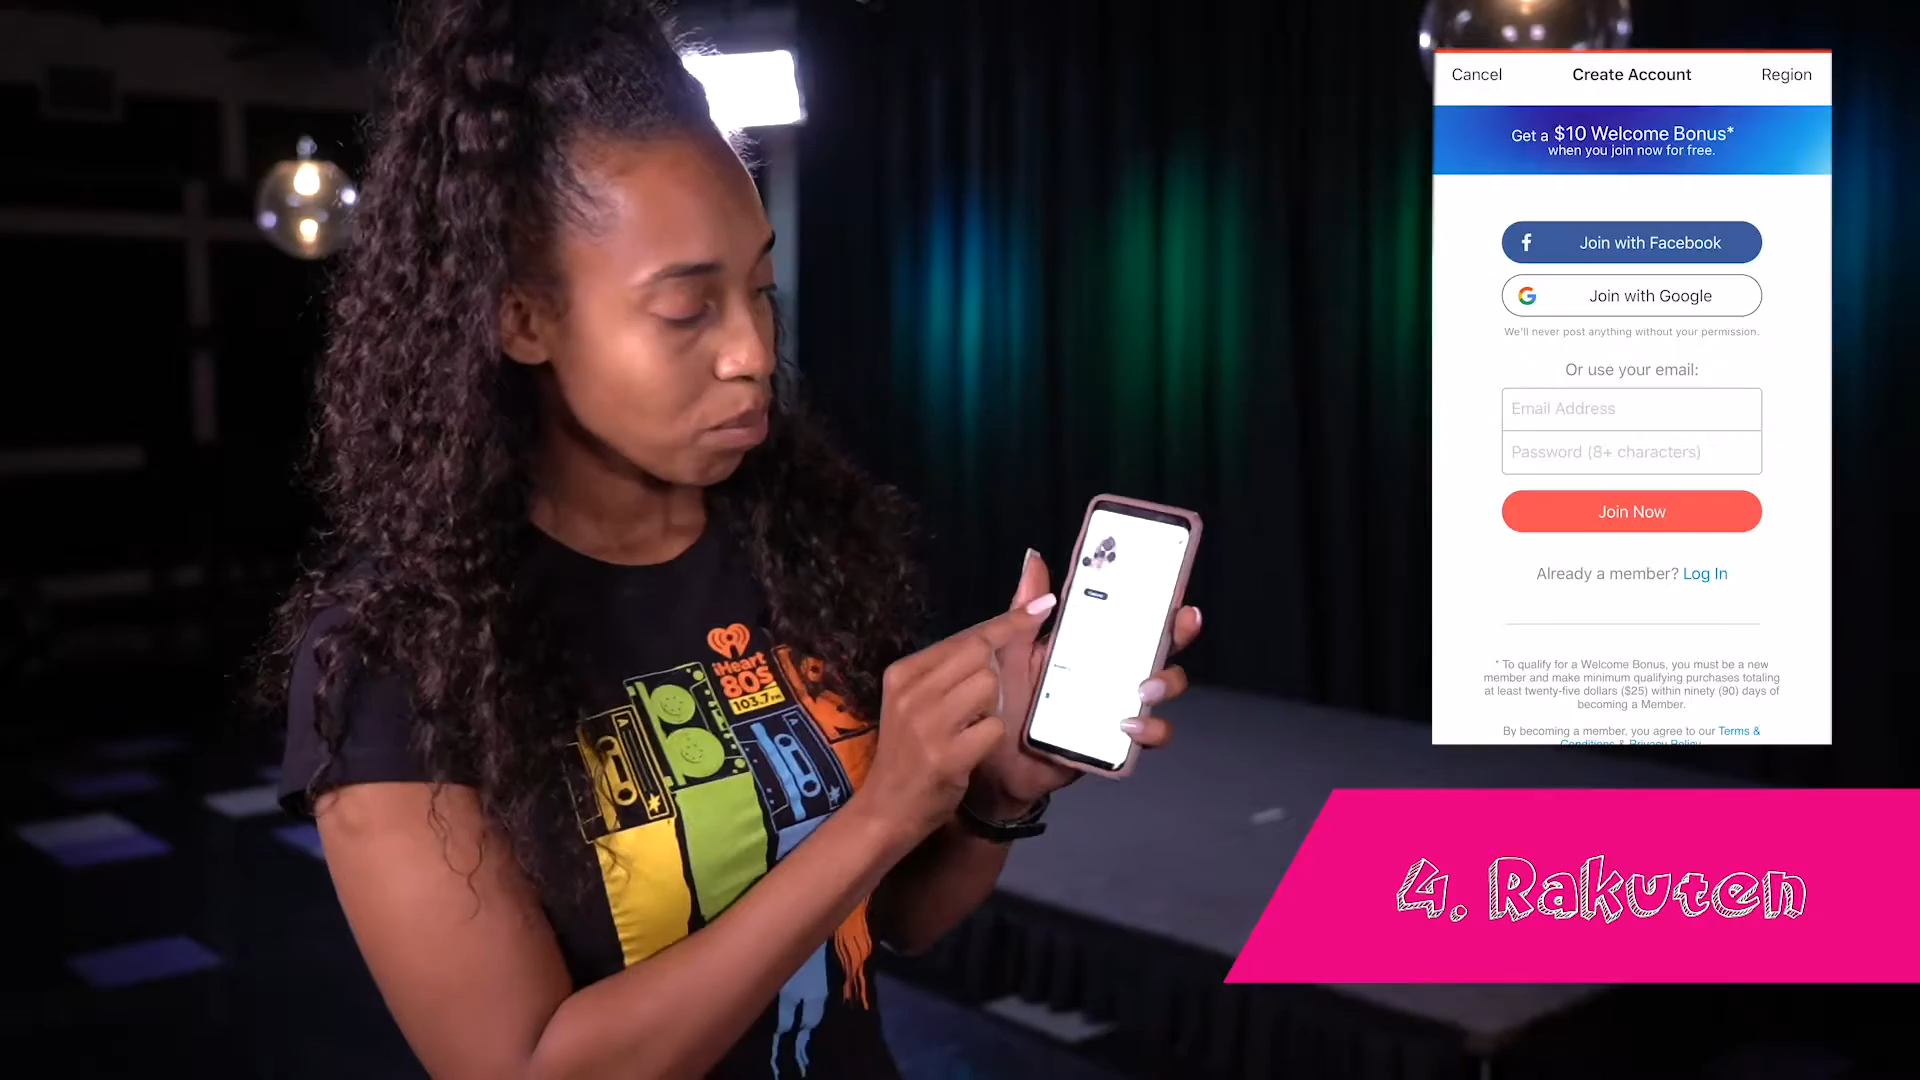 Cancel Create Account Region
Get a $10 Welcome Bonus*
when you join now for free.
Join with Facebook
Join with Google
We'll never post anything without your permission.
Or use your email:
Email Address
Password (8+ characters)
Join Now
Already a member? Log In
* To qualify for a Welcome Bonus, you must be a new
member and make minimum qualifying purchases totaling
at least twenty-five dollars ($25) within ninety (90) days of
becoming a Member.
By becoming a member, you agree to our Terms &
Conditions & Privacy Policy
iHeart
80s
103.7 FM
4. Rakuten